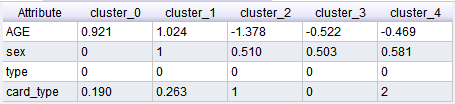 Attribute cluster_0 cluster_1 cluster_2 cluster_3 cluster_4
AGE 0.921 1.024 -1.378 -0.522 -0.469
sex 0 1 0.510 0.503 0.581
type 0 0 0 0 0
card_type 0.190 0.263 1 0 2